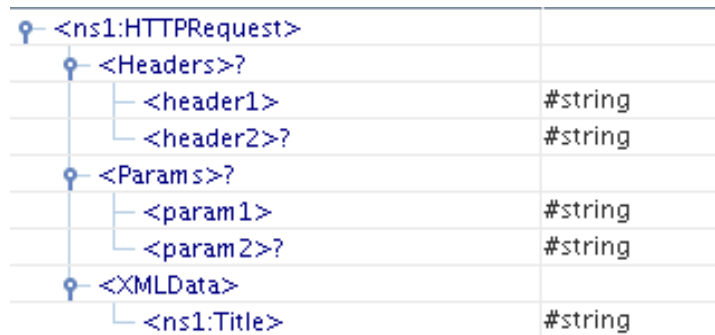 <ns1:HTTPRequest>
<Headers>?
<header1> #string
<header2>? #string
<Params>?
<param1> #string
<param2>? #string
<XMLData>
<ns1:Title> #string